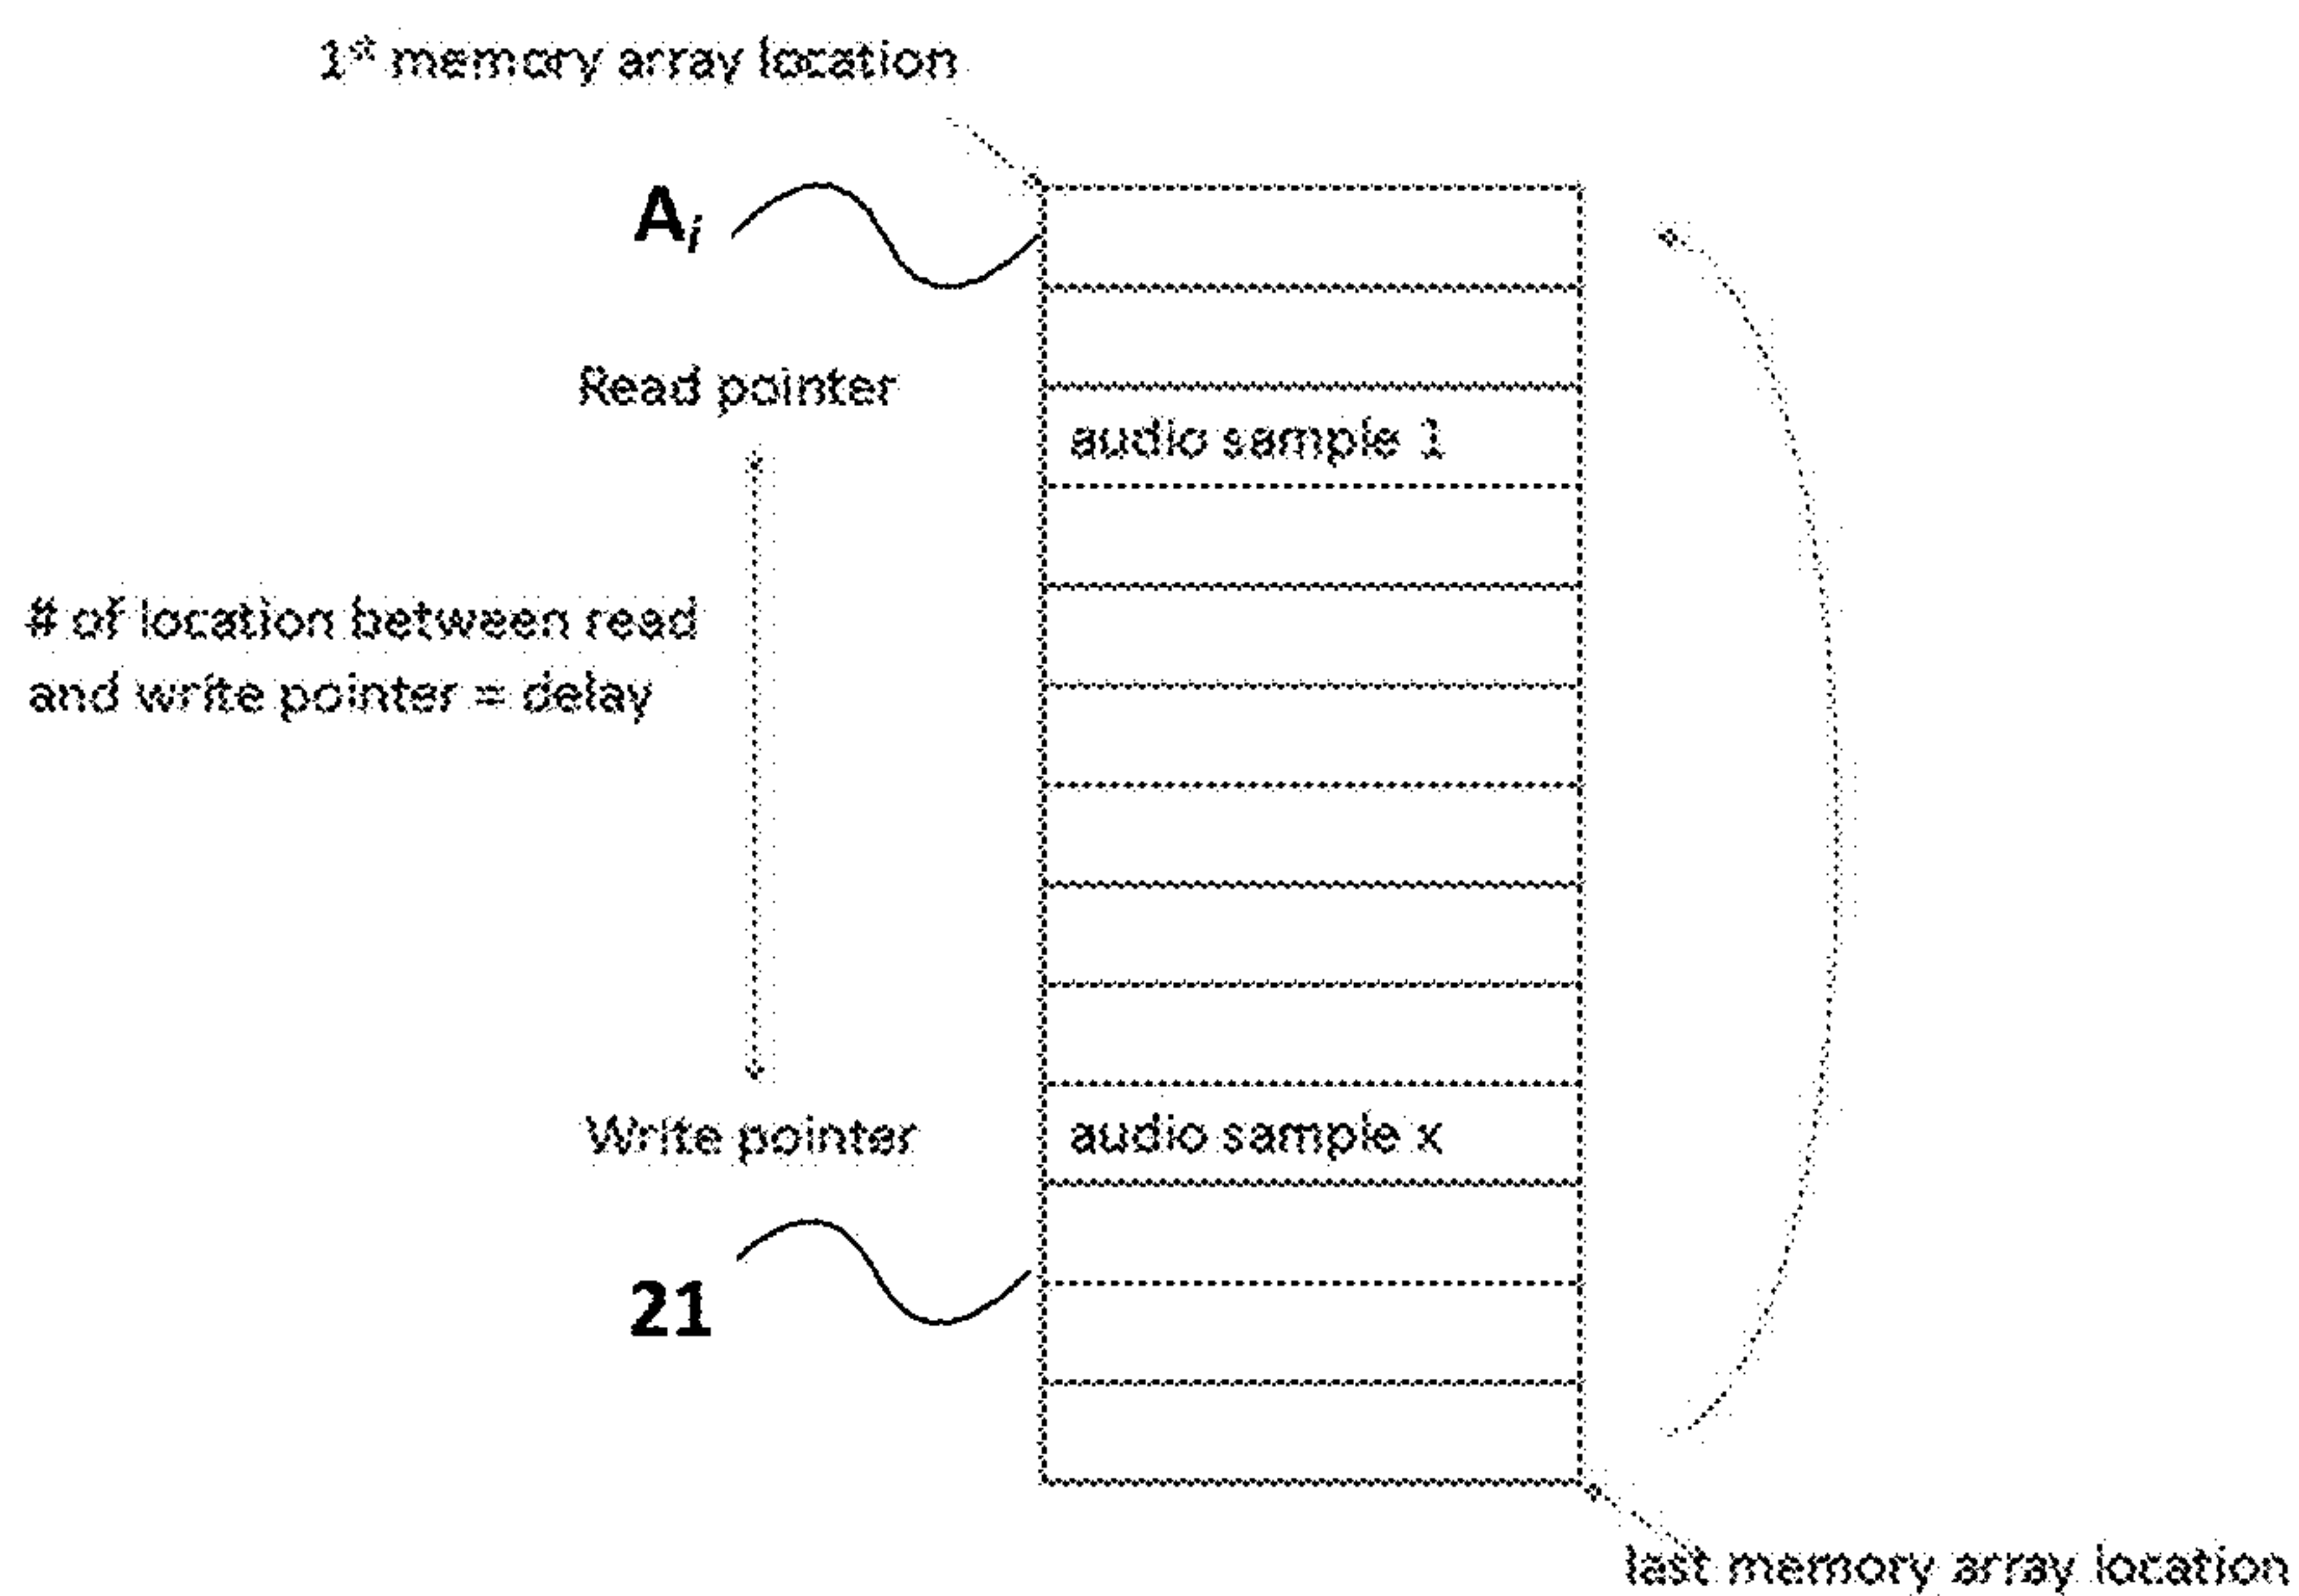 1st memory array location
Ai
Read pointer
audio sample 1
# of location between read
and write pointer = delay
Write pointer
audio sample x
21
last memory array location